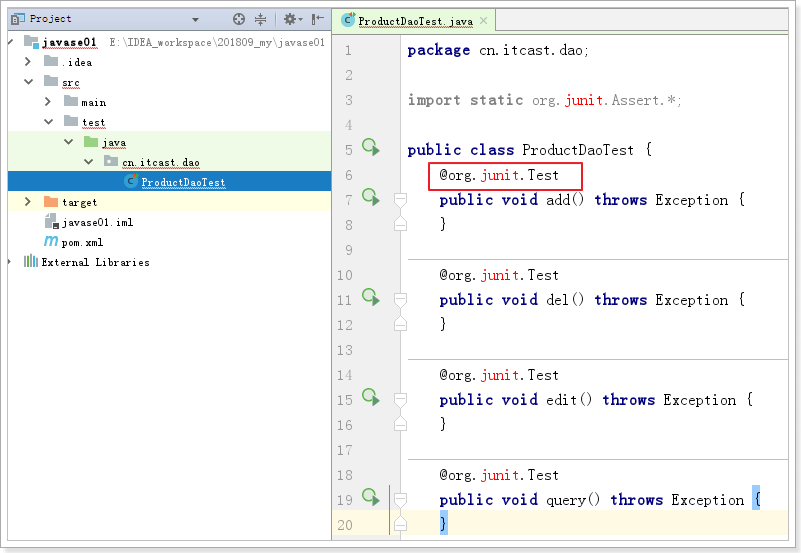 Project
javase01 E:\IDEA_workspace\201809_my\javase01
.idea
src
main
test
java
cn.itcast.dao
ProductDaoTest
target
javase01.iml
pom.xml
External Libraries
ProductDaoTest.java
1 package cn.itcast.dao;
2
3 import static org.junit.Assert.*;
4
5 public class ProductDaoTest {
6 @org.junit.Test
7 public void add() throws Exception {
8 }
9
10 @org.junit.Test
11 public void del() throws Exception {
12 }
13
14 @org.junit.Test
15 public void edit() throws Exception {
16 }
17
18 @org.junit.Test
19 public void query() throws Exception {
20 }